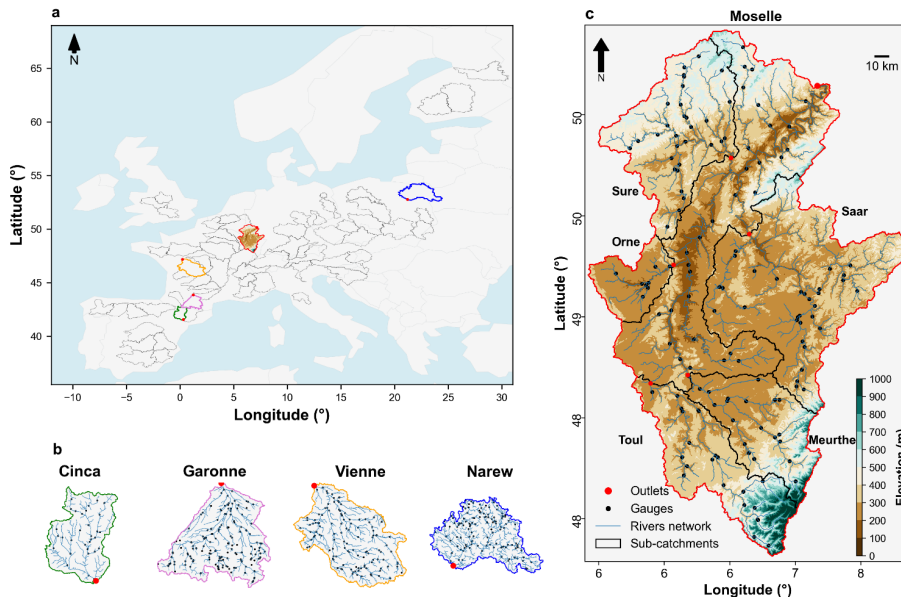 a
N
65
60
55
50
45
40
Latitude (°)
−10
−5
0
5
10
15
20
25
30
Longitude (°)
b
Cinca
Garonne
Vienne
Narew
c
Moselle
N
10 km
Sure
Saar
Orne
Toul
Meurthe
50
50
49
48
48
Latitude (°)
6
6
6
7
8
Longitude (°)
Outlets
Gauges
Rivers network
Sub-catchments
1000
900
800
700
600
500
400
300
200
100
0
Elevation (m)